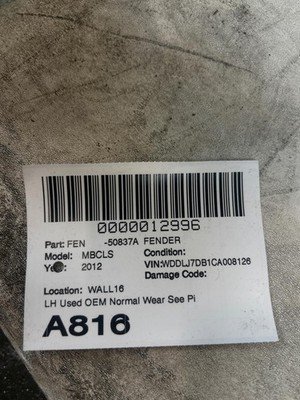 0000012996
Part: FEN -50837A FENDER
Model: MBCLS Condition:
Year: 2012 VIN:WDDLJ7DB1CA008126
Damage Code:
Location: WALL16
LH Used OEM Normal Wear See Pi
A816